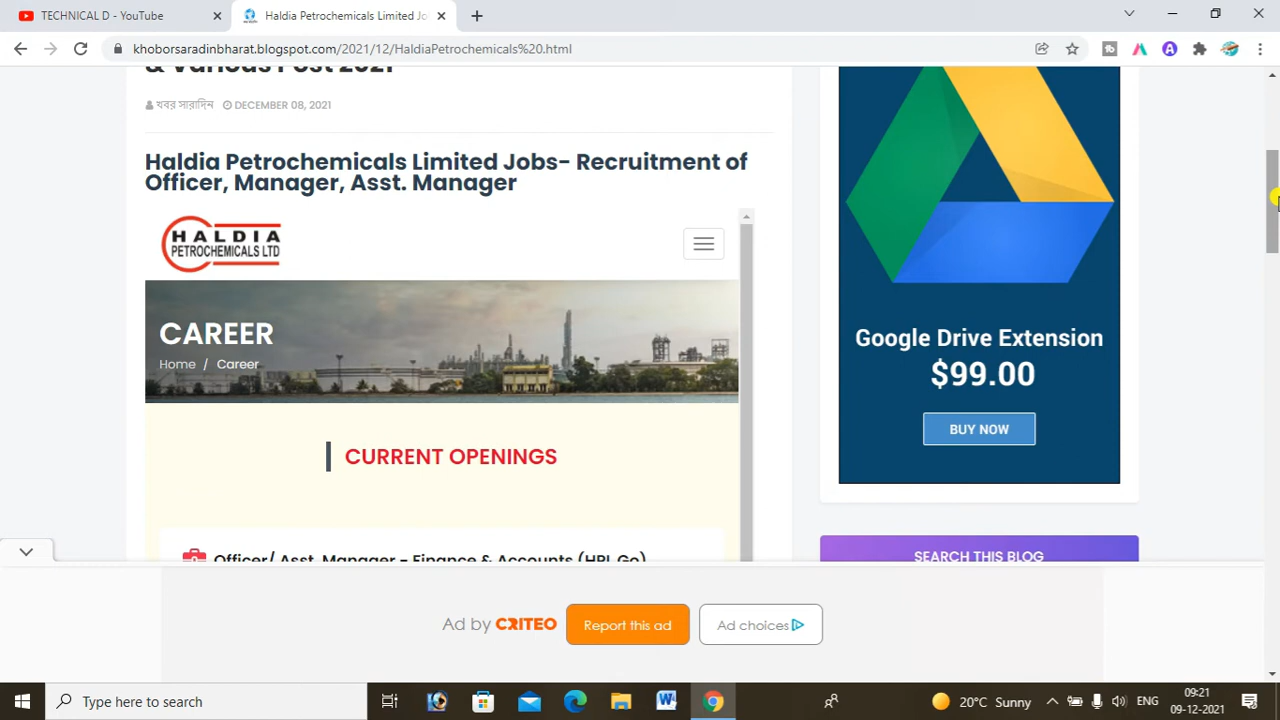 TECHNICAL D - YouTube
Haldia Petrochemicals Limited Jo
khoborsaradinbharat.blogspot.com/2021/12/HaldiaPetrochemicals%20.html
& Various Post 2021
খবর সারাদিন DECEMBER 08, 2021
Haldia Petrochemicals Limited Jobs- Recruitment of
Officer, Manager, Asst. Manager
HALDIA
PETROCHEMICALS LTD
CAREER
Home / Career
CURRENT OPENINGS
Officer/ Asst. Manager - Finance & Accounts (HPL Go)
Google Drive Extension
$99.00
BUY NOW
SEARCH THIS BLOG
Ad by CRITEO
Report this ad
Ad choices
Type here to search
20°C Sunny
ENG
09:21
09-12-2021